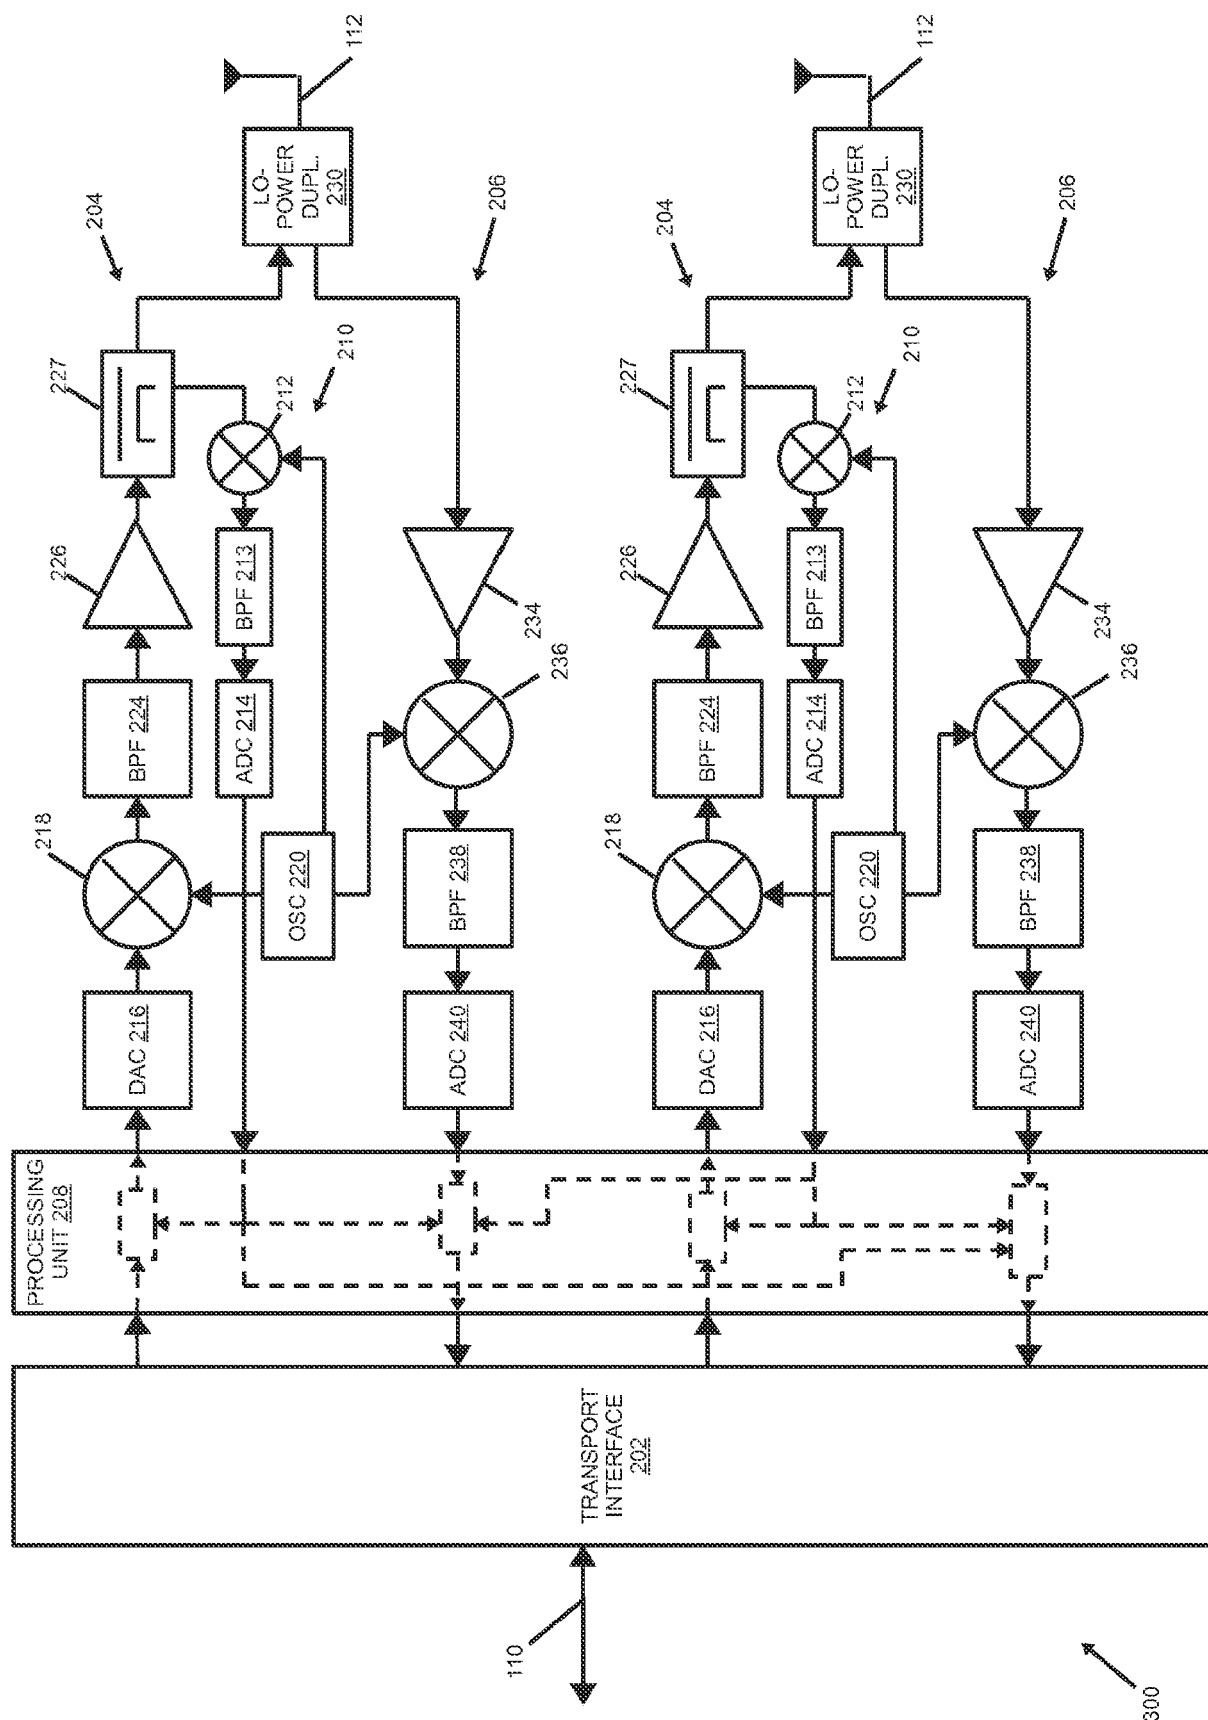 110
300
TRANSPORT
INTERFACE
202
PROCESSING
UNIT 208
DAC 216
218
BPF 224
226
227
204
OSC 220
ADC 214
BPF 213
212
210
ADC 240
BPF 238
236
234
206
LO-
POWER
DUPL.
230
112
DAC 216
218
BPF 224
226
227
204
OSC 220
ADC 214
BPF 213
212
210
ADC 240
BPF 238
236
234
206
LO-
POWER
DUPL.
230
112